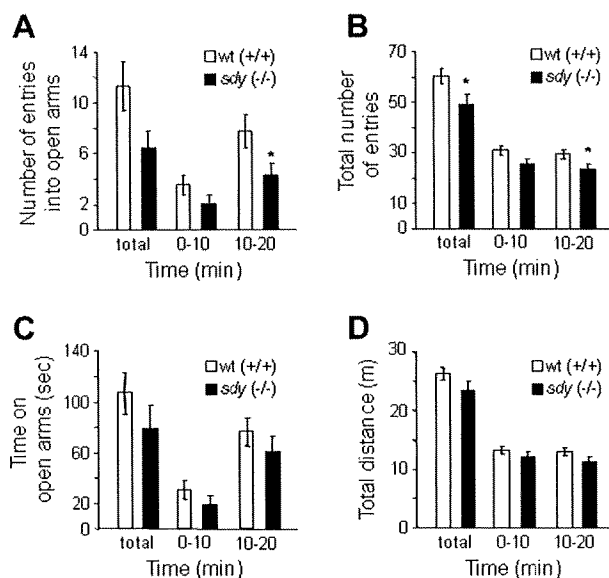 A
Number of entries
into open arms
14
10
6
2
0
wt (+/+)
sdy (-/-)
*
total 0-10 10-20
Time (min)
B
Total number
of entries
70
50
30
10
0
wt (+/+)
sdy (-/-)
*
*
total 0-10 10-20
Time (min)
C
Time on
open arms (sec)
140
100
60
20
0
wt (+/+)
sdy (-/-)
total 0-10 10-20
Time (min)
D
Total distance (m)
30
20
10
0
wt (+/+)
sdy (-/-)
total 0-10 10-20
Time (min)